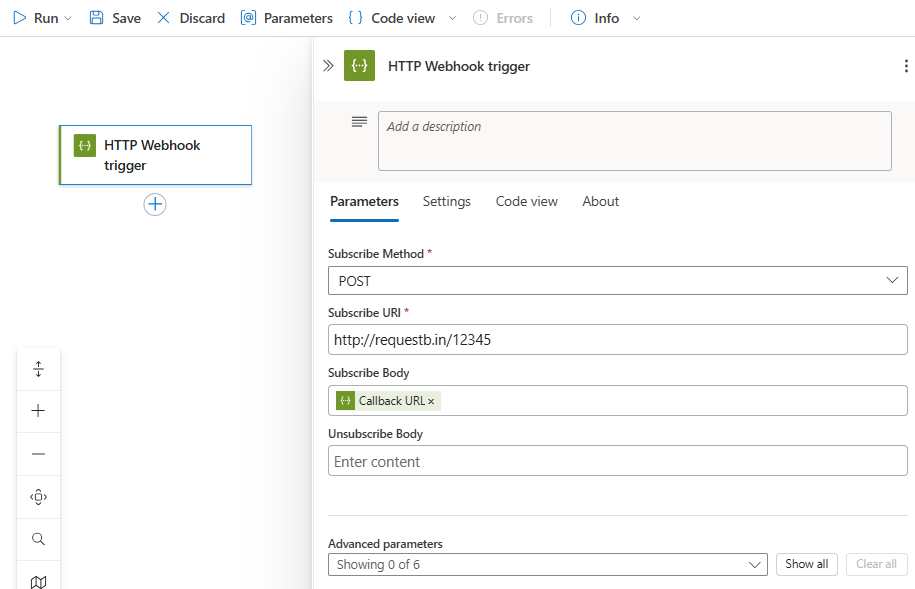 Run Save Discard Parameters Code view Errors Info
HTTP Webhook trigger
Add a description
HTTP Webhook
trigger
Parameters Settings Code view About
Subscribe Method *
POST
Subscribe URI *
http://requestb.in/12345
Subscribe Body
Callback URL ×
Unsubscribe Body
Enter content
Advanced parameters
Showing 0 of 6 Show all Clear all